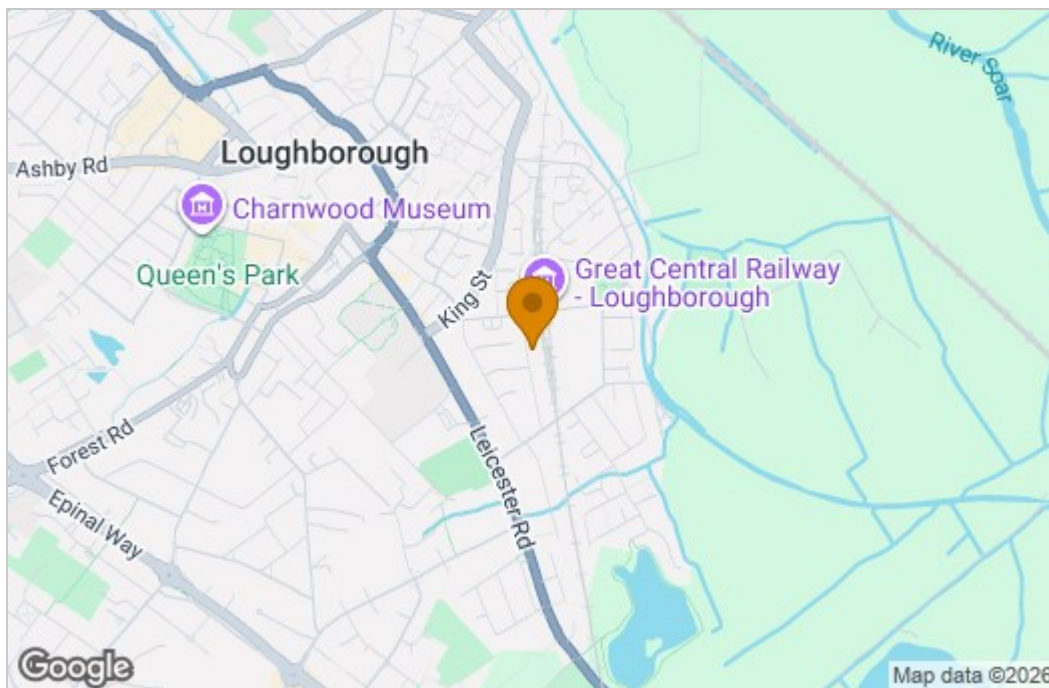 River Soar
Loughborough
Ashby Rd
Charnwood Museum
Queen's Park
King St
Great Central Railway
- Loughborough
Forest Rd
Leicester Rd
Epinal Way
Google
Map data ©2026